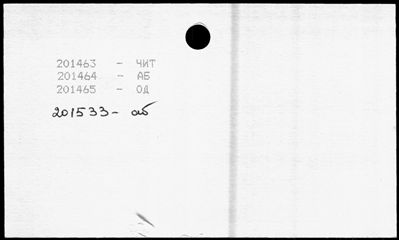 201463 - ЧИТ
201464 - АБ
201465 - ОД
201533 - аб